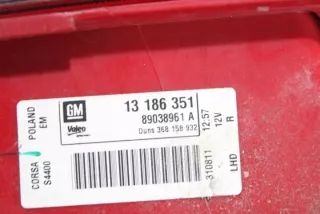 POLAND EM
CORSA S4400
GM
Valeo
13 186 351
89038961 A
Duns 368 158 932
310811 12:57
12V
LHD R